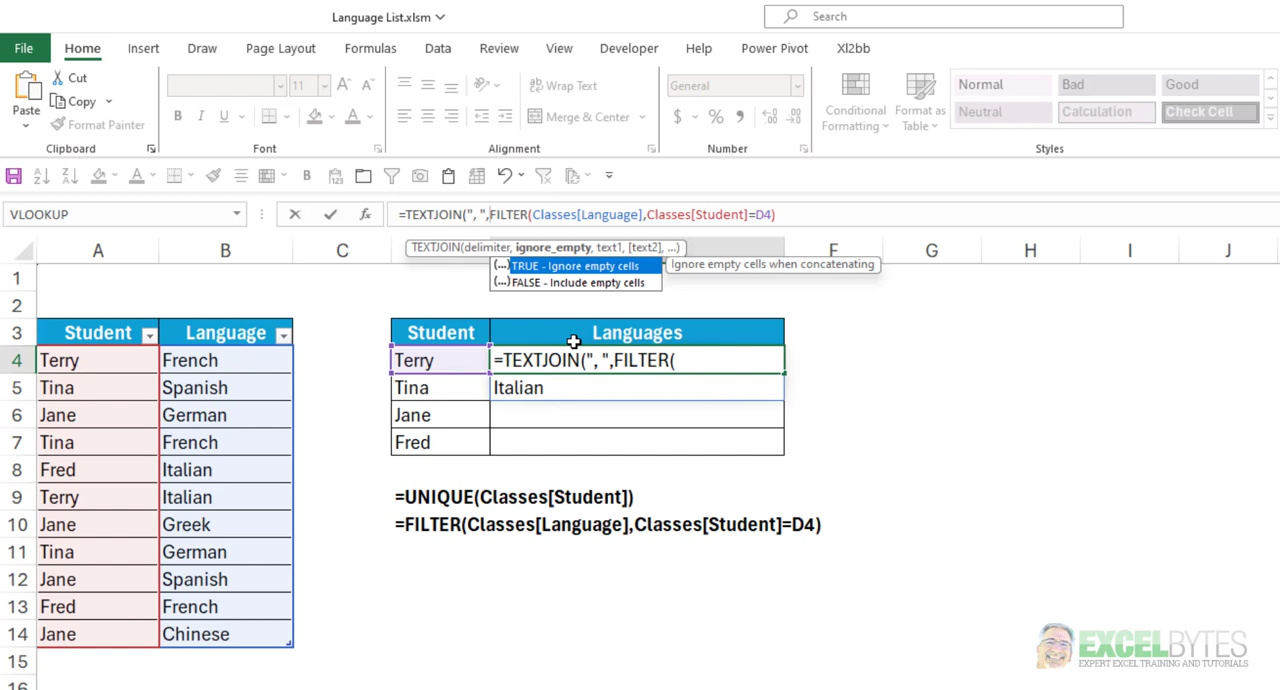 Language List.xlsm
Search
File Home Insert Draw Page Layout Formulas Data Review View Developer Help Power Pivot Xl2bb
Paste
Cut
Copy
Format Painter
Clipboard
11 A A
B I U A
Font
Wrap Text
Merge & Center
Alignment
General
$ % 9
Number
Conditional Formatting
Format as Table
Normal Bad Good
Neutral Calculation Check Cell
Styles
VLOOKUP
fx
=TEXTJOIN(", ",FILTER(Classes[Language],Classes[Student]=D4)
TEXTJOIN(delimiter, ignore_empty, text1, [text2], ...)
(...) TRUE - Ignore empty cells
Ignore empty cells when concatenating
(...) FALSE - Include empty cells
A B C F G H I J
1
2
3 Student Language Student Languages
4 Terry French Terry =TEXTJOIN(", ",FILTER(
5 Tina Spanish Tina Italian
6 Jane German Jane
7 Tina French Fred
8 Fred Italian
9 Terry Italian =UNIQUE(Classes[Student])
10 Jane Greek =FILTER(Classes[Language],Classes[Student]=D4)
11 Tina German
12 Jane Spanish
13 Fred French
14 Jane Chinese
15
16
EXCELBYTES
EXPERT EXCEL TRAINING AND TUTORIALS